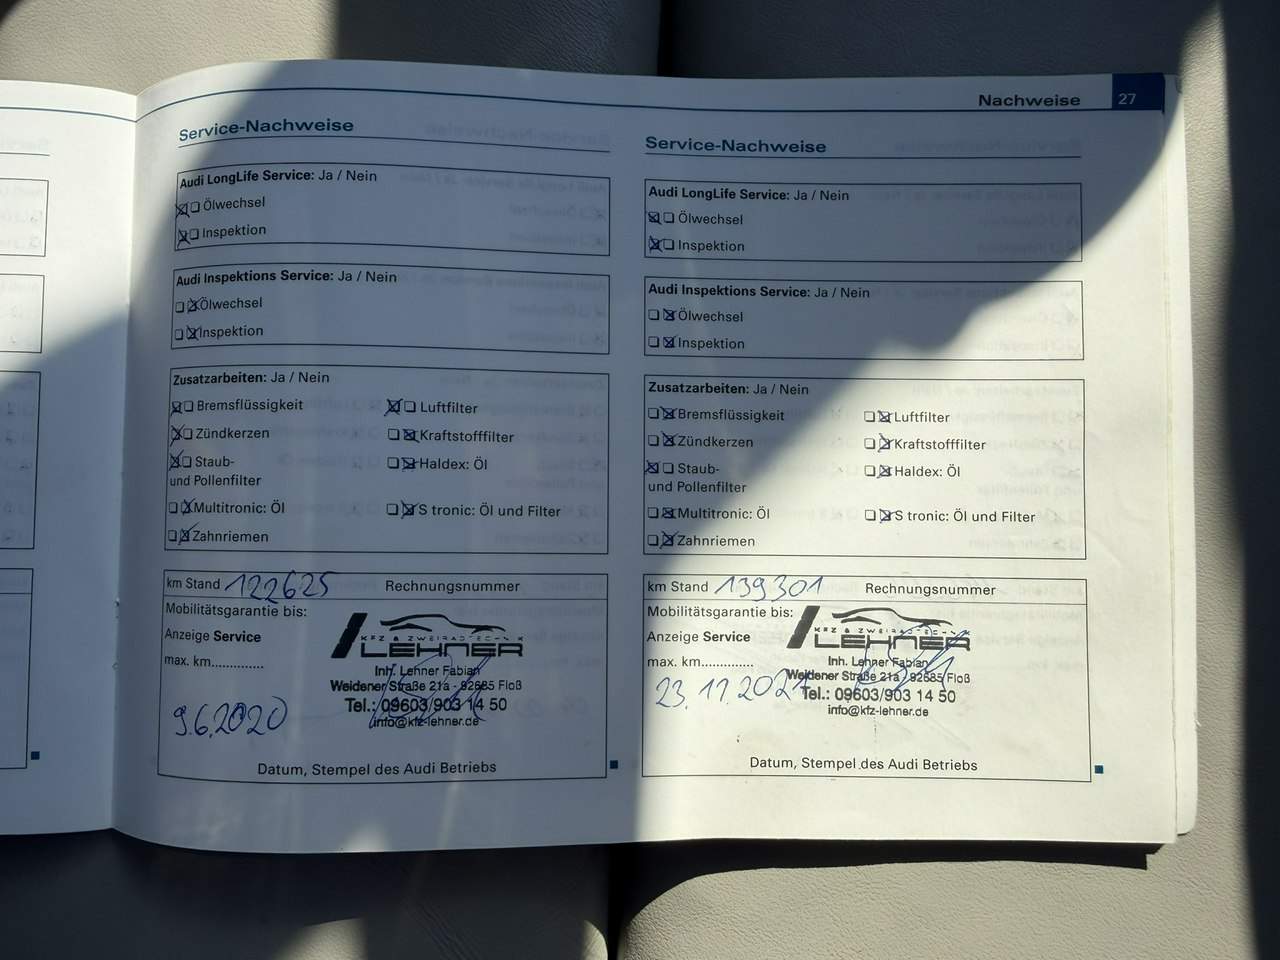 Nachweise 27
Service-Nachweise
Audi LongLife Service: Ja / Nein
Ölwechsel
Inspektion
Audi Inspektions Service: Ja / Nein
Ölwechsel
Inspektion
Zusatzarbeiten: Ja / Nein
Bremsflüssigkeit Luftfilter
Zündkerzen Kraftstofffilter
Staub- Haldex: Öl
und Pollenfilter
Multitronic: Öl S tronic: Öl und Filter
Zahnriemen
km Stand 122625 Rechnungsnummer
Mobilitätsgarantie bis:
Anzeige Service
max. km..............
KFZ & ZWEIRADTECHNIK
LEHNER
Inh. Lehner Fabian
Weidener Straße 21a - 92685 Floß
Tel.: 09603/903 14 50
info@kfz-lehner.de
9.6.2020
Datum, Stempel des Audi Betriebs
Service-Nachweise
Audi LongLife Service: Ja / Nein
Ölwechsel
Inspektion
Audi Inspektions Service: Ja / Nein
Ölwechsel
Inspektion
Zusatzarbeiten: Ja / Nein
Bremsflüssigkeit Luftfilter
Zündkerzen Kraftstofffilter
Staub- Haldex: Öl
und Pollenfilter
Multitronic: Öl S tronic: Öl und Filter
Zahnriemen
km Stand 139301 Rechnungsnummer
Mobilitätsgarantie bis:
Anzeige Service
max. km..............
KFZ & ZWEIRADTECHNIK
LEHNER
Inh. Lehner Fabian
Weidener Straße 21a - 92685 Floß
Tel.: 09603/903 14 50
info@kfz-lehner.de
23.11.2021
Datum, Stempel des Audi Betriebs